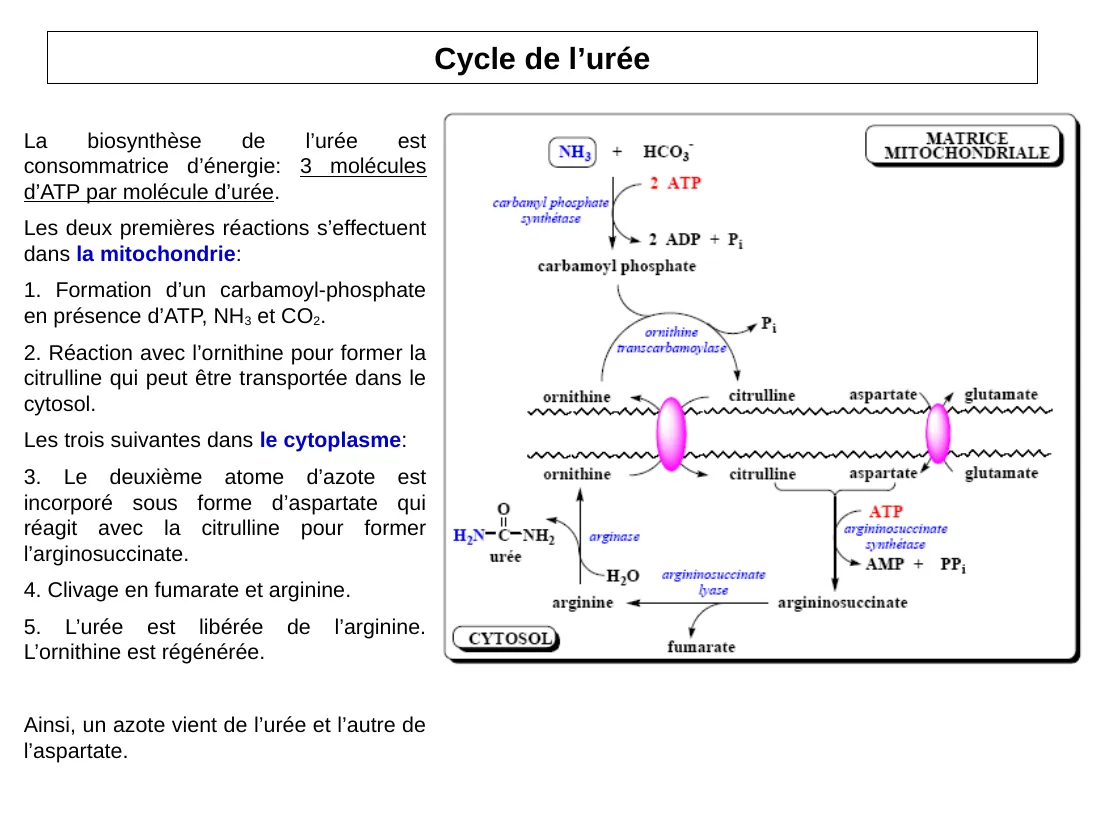 Cycle de l’urée
La biosynthèse de l’urée est
consommatrice d’énergie: 3 molécules
d’ATP par molécule d’urée.
Les deux premières réactions s’effectuent
dans la mitochondrie:
1. Formation d’un carbamoyl-phosphate
en présence d’ATP, NH₃ et CO₂.
2. Réaction avec l’ornithine pour former la
citrulline qui peut être transportée dans le
cytosol.
Les trois suivantes dans le cytoplasme:
3. Le deuxième atome d’azote est
incorporé sous forme d’aspartate qui
réagit avec la citrulline pour former
l’arginosuccinate.
4. Clivage en fumarate et arginine.
5. L’urée est libérée de l’arginine.
L’ornithine est régénérée.
Ainsi, un azote vient de l’urée et l’autre de
l’aspartate.
MATRICE
MITOCHONDRIALE
NH₃ + HCO₃⁻
2 ATP
carbamyl phosphate
synthétase
2 ADP + Pᵢ
carbamoyl phosphate
Pᵢ
ornithine
transcarbamoylase
ornithine citrulline aspartate glutamate
ornithine citrulline aspartate glutamate
O
H₂N–C–NH₂
urée
arginase
H₂O
ATP
argininosuccinate
synthétase
AMP + PPᵢ
argininosuccinate
lyase
arginine argininosuccinate
fumarate
CYTOSOL